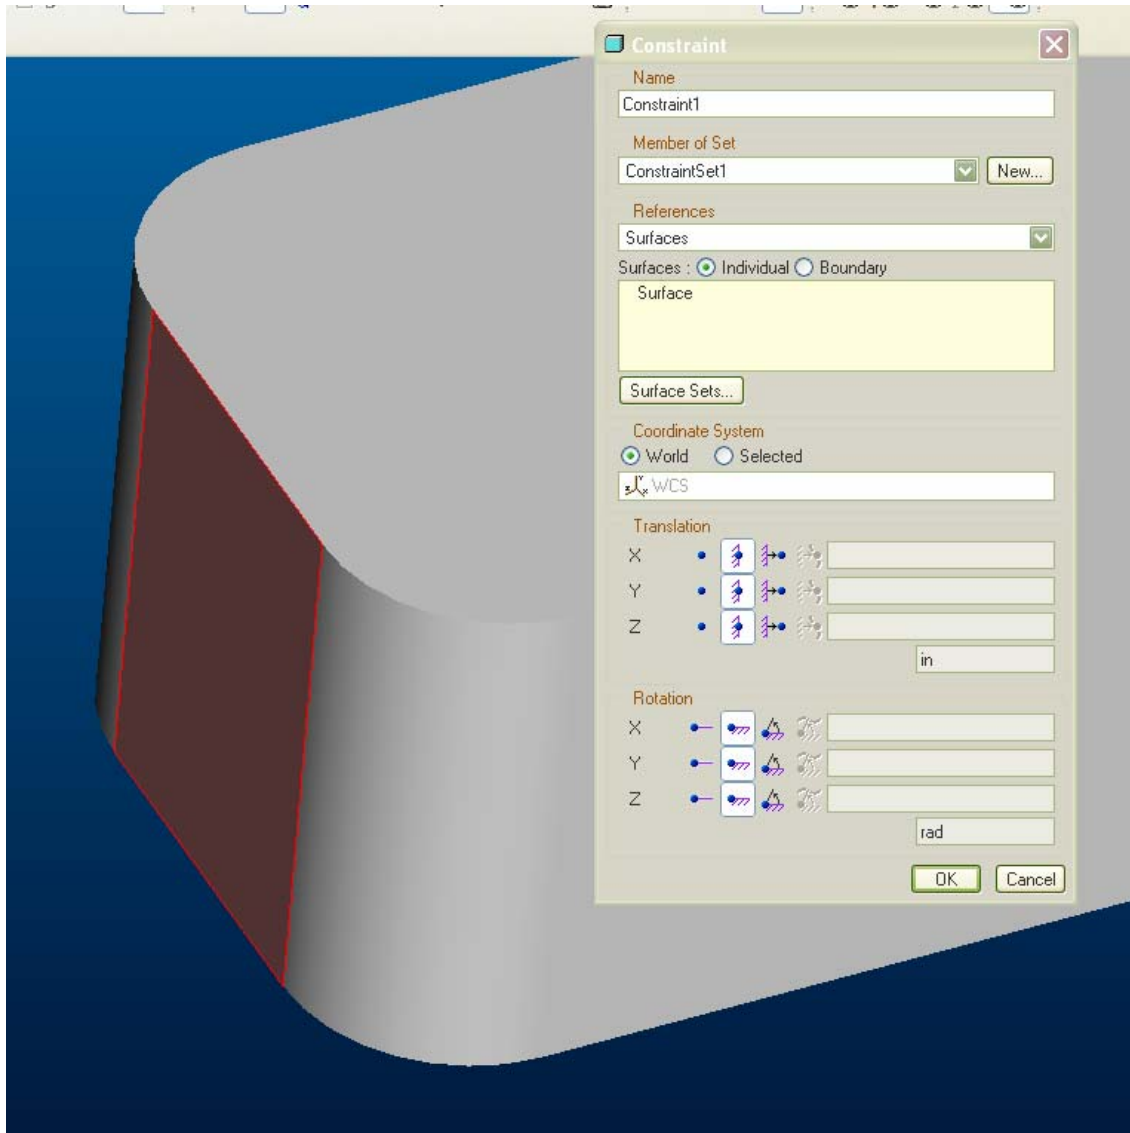 Constraint
Name
Constraint1
Member of Set
ConstraintSet1 New...
References
Surfaces
Surfaces : Individual Boundary
Surface
Surface Sets...
Coordinate System
World Selected
WCS
Translation
X
Y
Z
in
Rotation
X
Y
Z
rad
OK Cancel